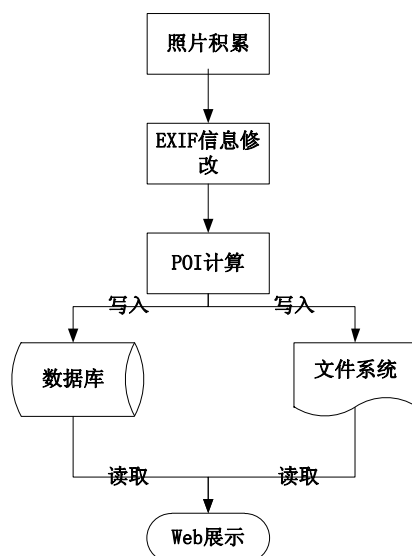 照片积累
EXIF信息修
改
POI计算
写入
写入
数据库
文件系统
读取
读取
Web展示